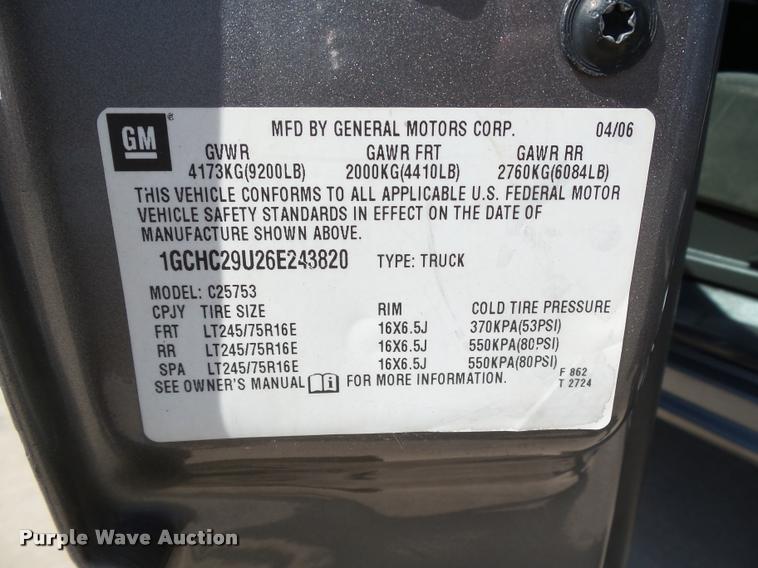 GM ® MFD BY GENERAL MOTORS CORP. 04/06
GVWR GAWR FRT GAWR RR
4173KG(9200LB) 2000KG(4410LB) 2760KG(6084LB)
THIS VEHICLE CONFORMS TO ALL APPLICABLE U.S. FEDERAL MOTOR
VEHICLE SAFETY STANDARDS IN EFFECT ON THE DATE OF
MANUFACTURE SHOWN ABOVE.
1GCHC29U26E243820 TYPE: TRUCK
MODEL: C25753
CPJY TIRE SIZE RIM COLD TIRE PRESSURE
FRT LT245/75R16E 16X6.5J 370KPA(53PSI)
RR LT245/75R16E 16X6.5J 550KPA(80PSI)
SPA LT245/75R16E 16X6.5J 550KPA(80PSI)
SEE OWNER'S MANUAL FOR MORE INFORMATION.
F 862
T 2724
Purple Wave Auction